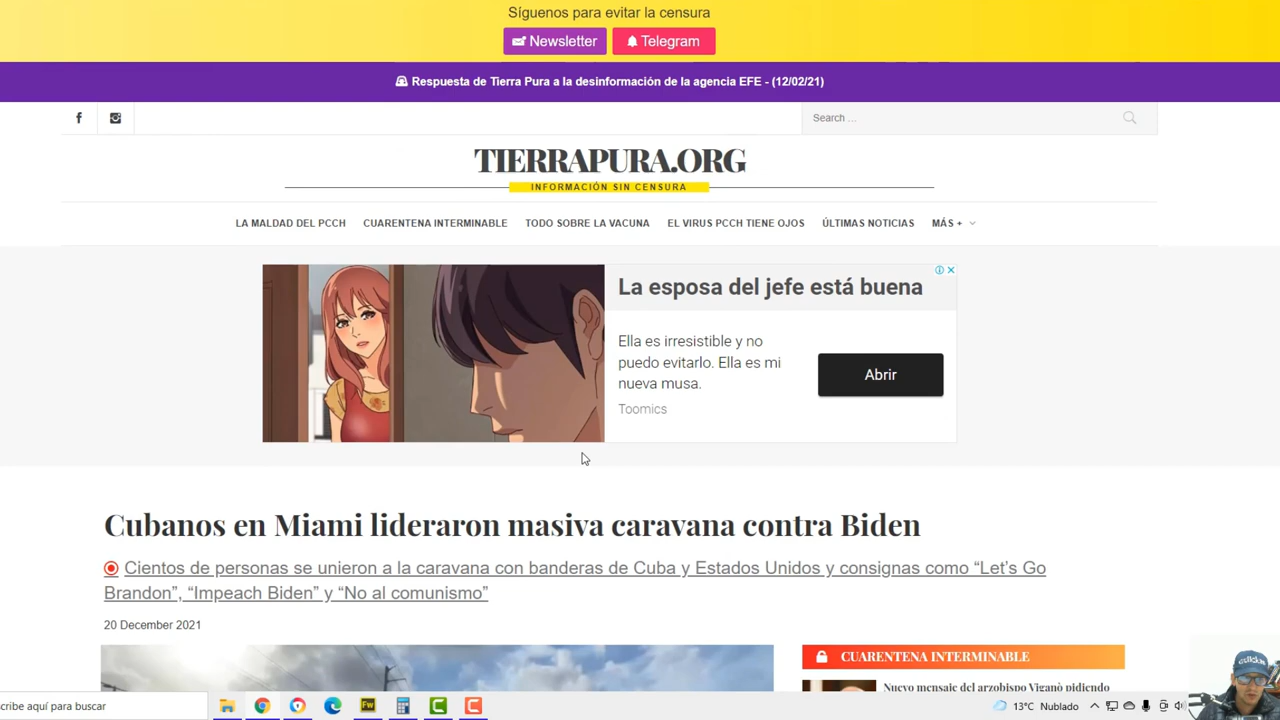 Síguenos para evitar la censura
Newsletter
Telegram
Respuesta de Tierra Pura a la desinformación de la agencia EFE - (12/02/21)
Search ...
TIERRAPURA.ORG
INFORMACIÓN SIN CENSURA
LA MALDAD DEL PCCH CUARENTENA INTERMINABLE TODO SOBRE LA VACUNA EL VIRUS PCCH TIENE OJOS ÚLTIMAS NOTICIAS MÁS +
La esposa del jefe está buena
Ella es irresistible y no
puedo evitarlo. Ella es mi
nueva musa.
Abrir
Toomics
Cubanos en Miami lideraron masiva caravana contra Biden
Cientos de personas se unieron a la caravana con banderas de Cuba y Estados Unidos y consignas como “Let’s Go
Brandon”, “Impeach Biden” y “No al comunismo”
20 December 2021
CUARENTENA INTERMINABLE
Nuevo mensaje del arzobispo Viganò pidiendo
scribe aquí para buscar
13°C Nublado